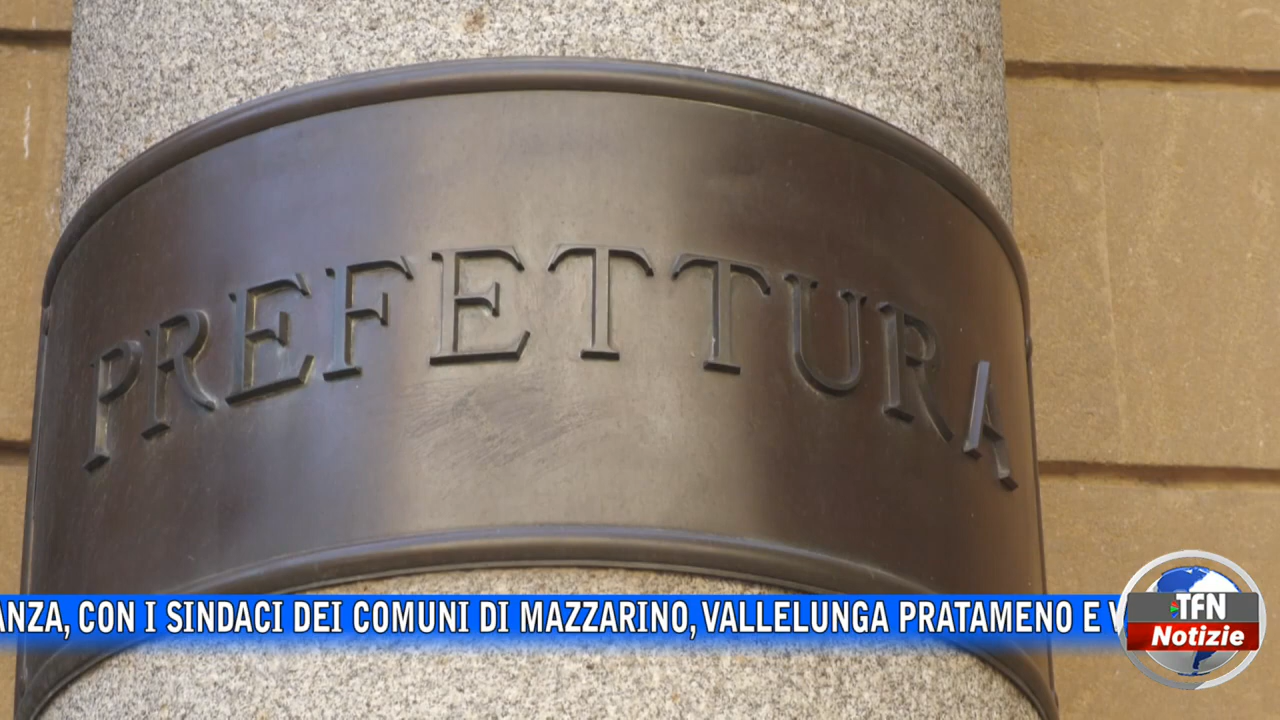 PREFETTURA
ANZA, CON I SINDACI DEI COMUNI DI MAZZARINO, VALLELUNGA PRATAMENO E
TFN
Notizie